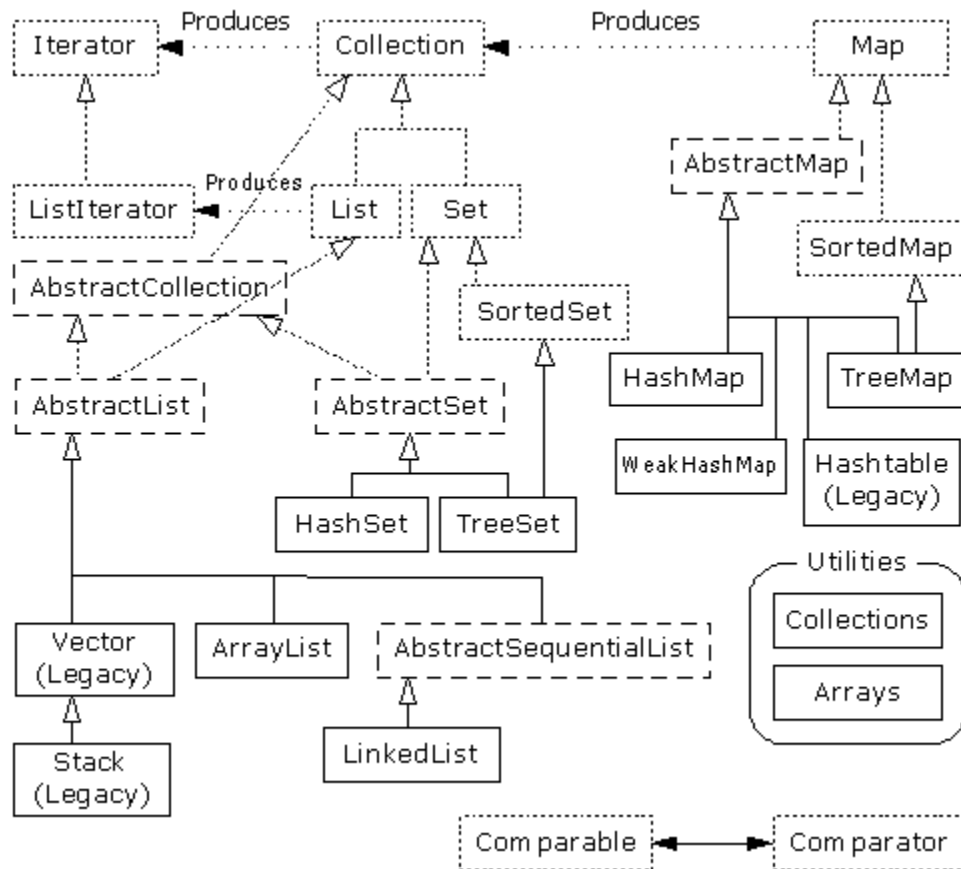 Produces
Produces
Iterator
Collection
Map
AbstractMap
Produces
ListIterator
List
Set
SortedMap
AbstractCollection
SortedSet
HashMap
TreeMap
AbstractList
AbstractSet
WeakHashMap
Hashtable
(Legacy)
HashSet
TreeSet
Utilities
Collections
Vector
(Legacy)
ArrayList
AbstractSequentialList
Arrays
Stack
(Legacy)
LinkedList
Comparable
Comparator